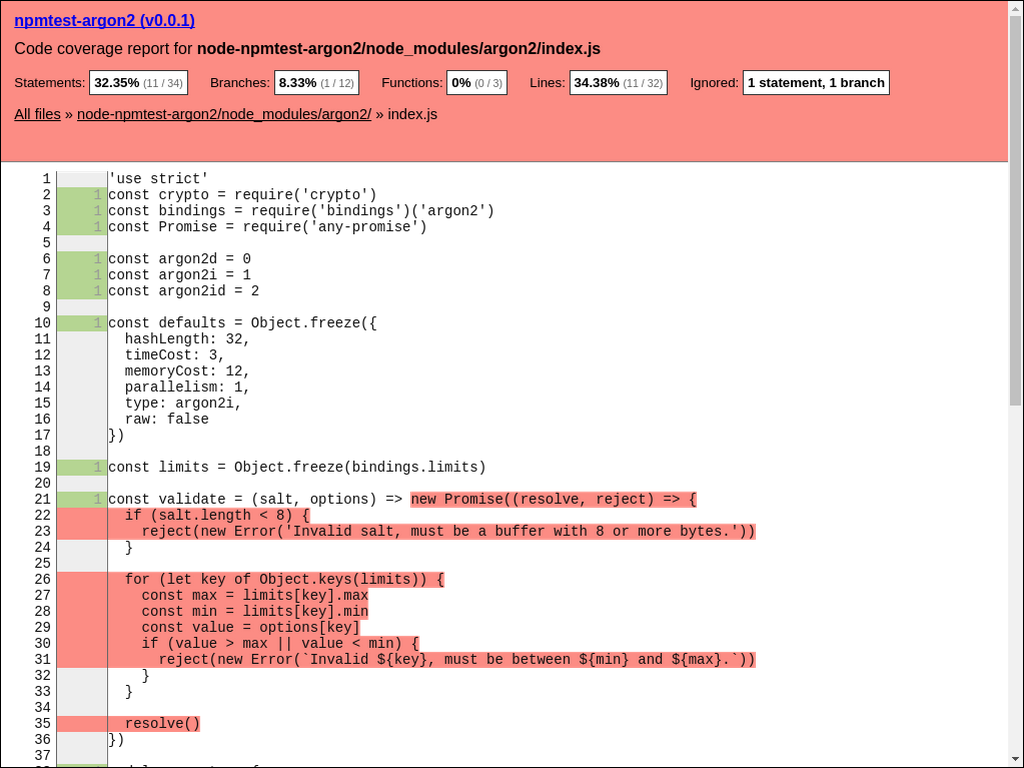 npmtest-argon2 (v0.0.1)
Code coverage report for node-npmtest-argon2/node_modules/argon2/index.js
Statements: 32.35% (11 / 34) Branches: 8.33% (1 / 12) Functions: 0% (0 / 3) Lines: 34.38% (11 / 32) Ignored: 1 statement, 1 branch
All files » node-npmtest-argon2/node_modules/argon2/ » index.js
1 'use strict'
2 1 const crypto = require('crypto')
3 1 const bindings = require('bindings')('argon2')
4 1 const Promise = require('any-promise')
5
6 1 const argon2d = 0
7 1 const argon2i = 1
8 1 const argon2id = 2
9
10 1 const defaults = Object.freeze({
11   hashLength: 32,
12   timeCost: 3,
13   memoryCost: 12,
14   parallelism: 1,
15   type: argon2i,
16   raw: false
17 })
18
19 1 const limits = Object.freeze(bindings.limits)
20
21 1 const validate = (salt, options) => new Promise((resolve, reject) => {
22   if (salt.length < 8) {
23     reject(new Error('Invalid salt, must be a buffer with 8 or more bytes.'))
24   }
25
26   for (let key of Object.keys(limits)) {
27     const max = limits[key].max
28     const min = limits[key].min
29     const value = options[key]
30     if (value > max || value < min) {
31       reject(new Error(`Invalid ${key}, must be between ${min} and ${max}.`))
32     }
33   }
34
35   resolve()
36 })
37